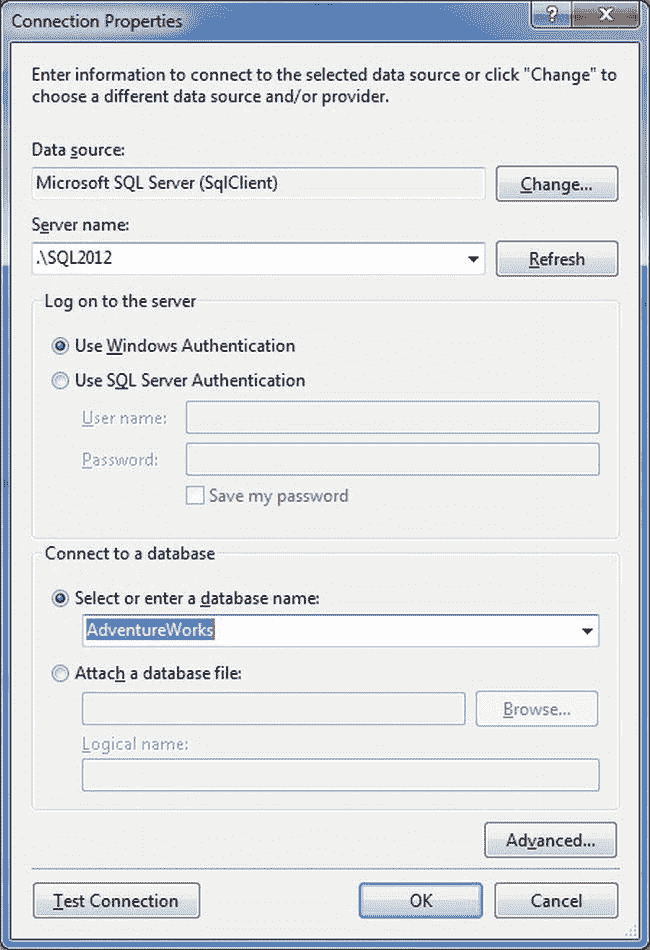 Connection Properties
Enter information to connect to the selected data source or click "Change" to
choose a different data source and/or provider.
Data source:
Microsoft SQL Server (SqlClient)
Change...
Server name:
.\SQL2012
Refresh
Log on to the server
Use Windows Authentication
Use SQL Server Authentication
User name:
Password:
Save my password
Connect to a database
Select or enter a database name:
AdventureWorks
Attach a database file:
Browse...
Logical name:
Advanced...
Test Connection
OK
Cancel